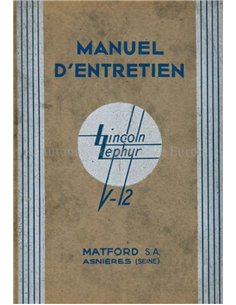 MANUEL
D'ENTRETIEN
Lincoln
Zephyr
V-12
MATFORD S.A.
ASNIÈRES (SEINE)